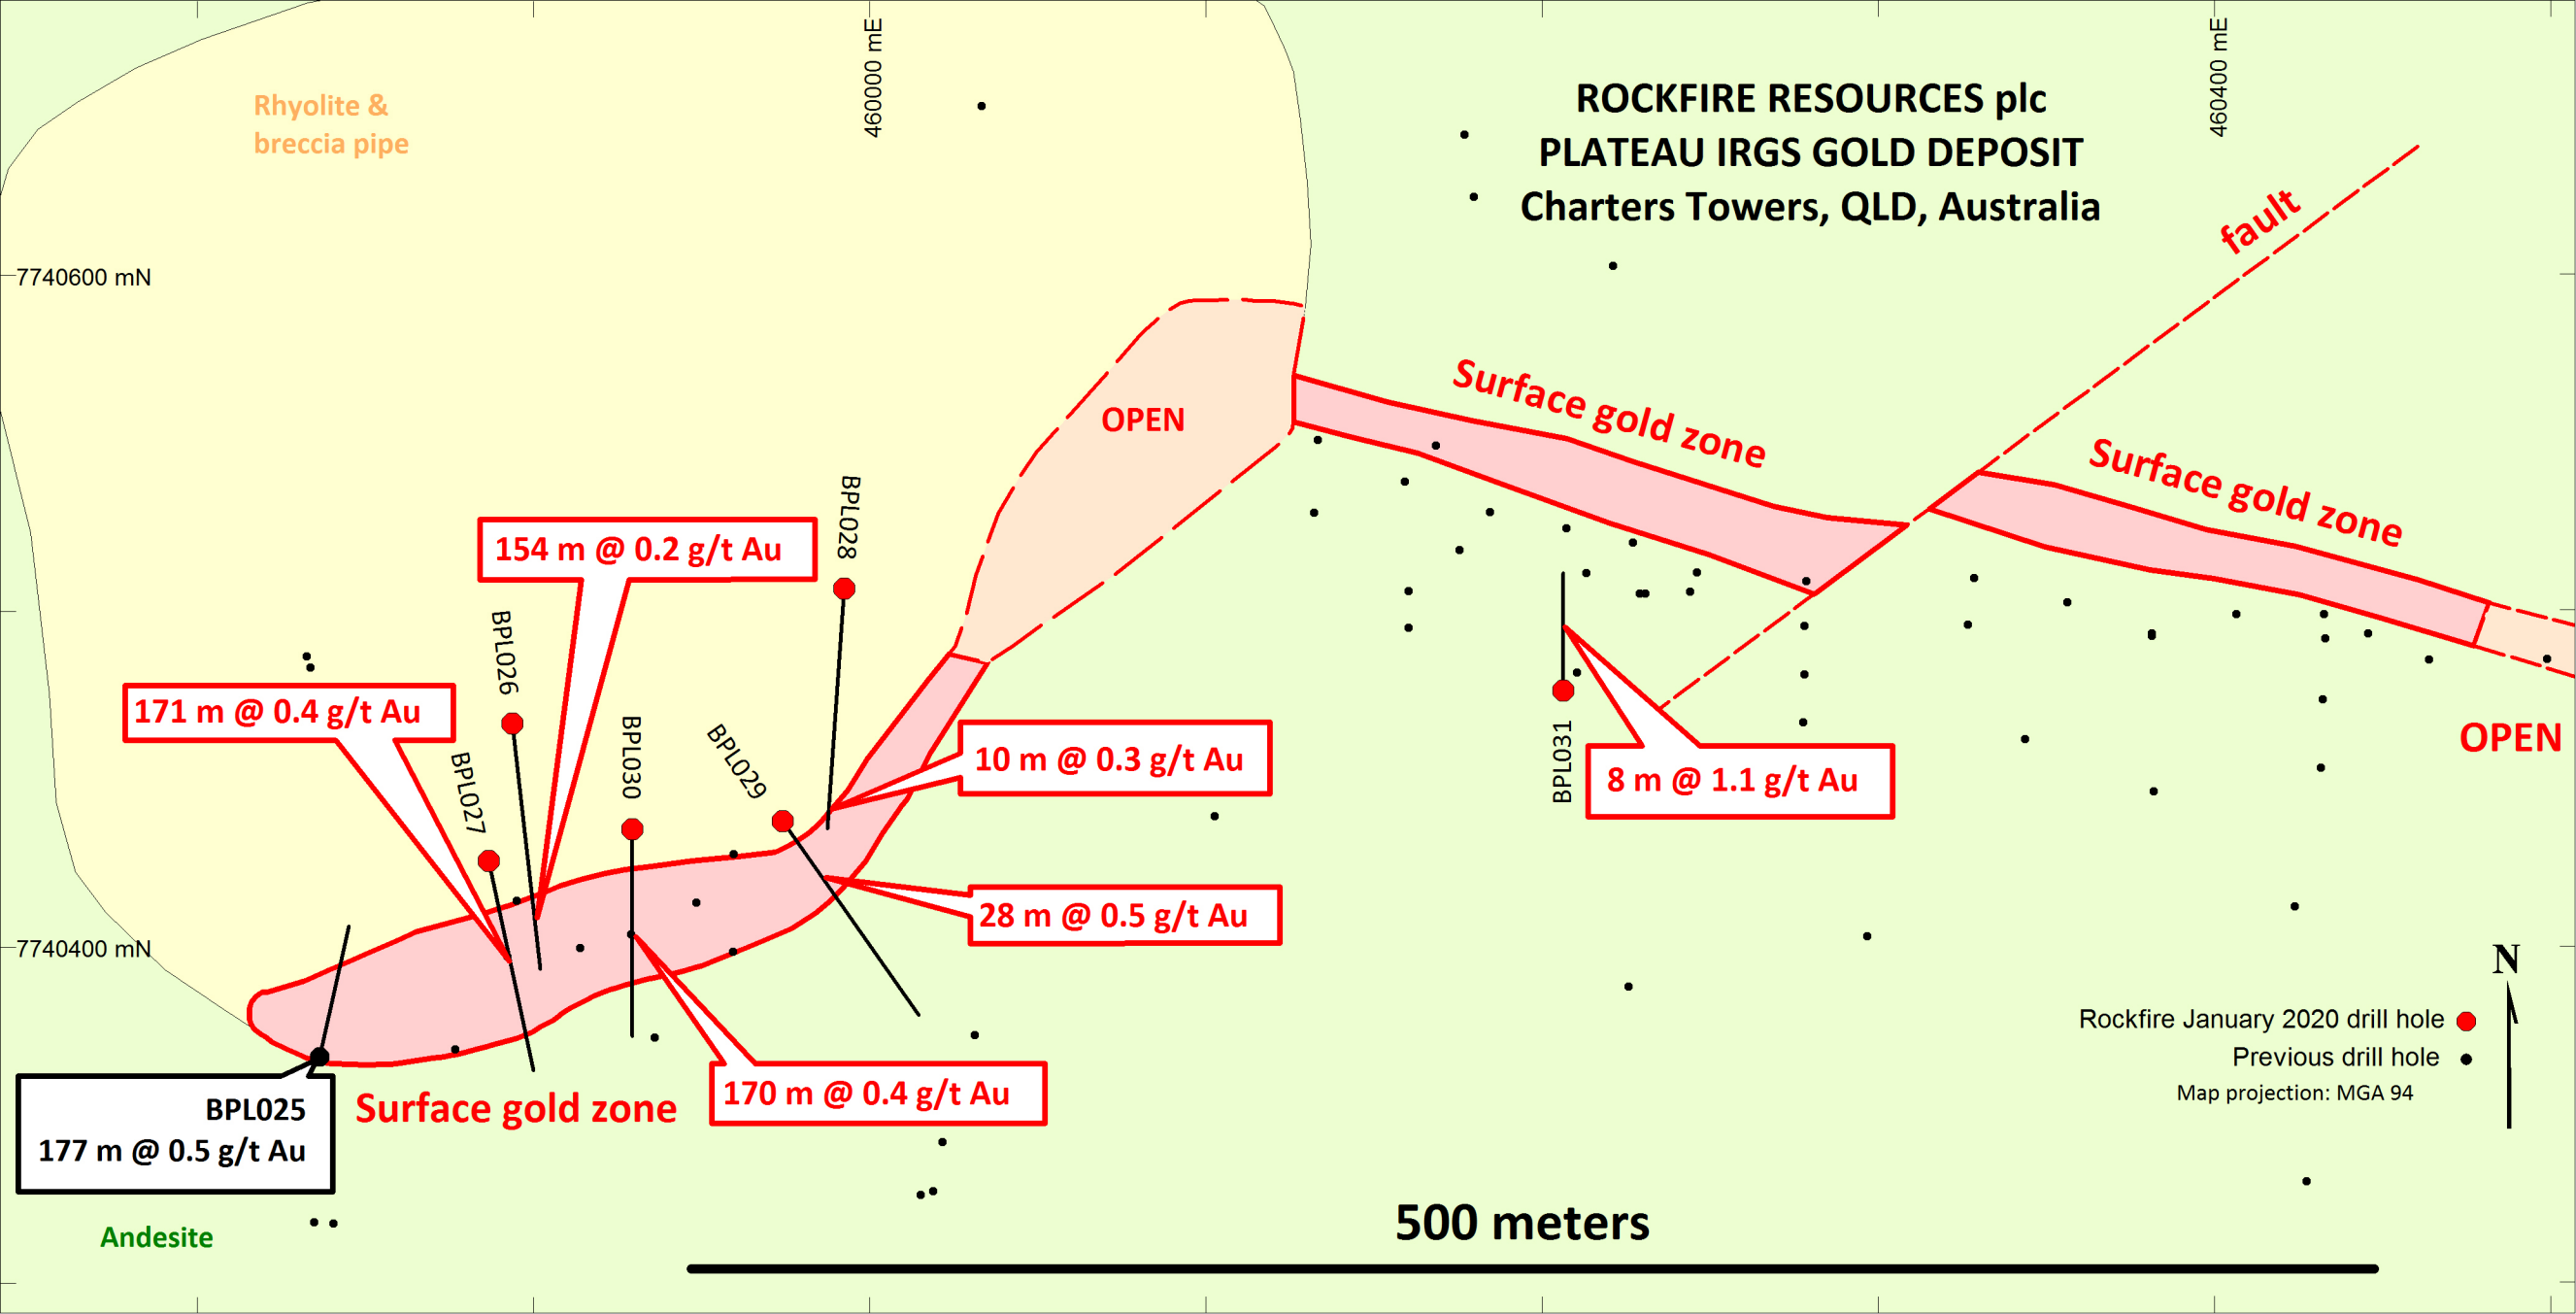 460000 mE
460400 mE
ROCKFIRE RESOURCES plc
PLATEAU IRGS GOLD DEPOSIT
Charters Towers, QLD, Australia
Rhyolite &
breccia pipe
fault
7740600 mN
OPEN
Surface gold zone
Surface gold zone
BPL028
154 m @ 0.2 g/t Au
BPL026
171 m @ 0.4 g/t Au
BPL027
BPL030
BPL029
10 m @ 0.3 g/t Au
BPL031
8 m @ 1.1 g/t Au
OPEN
28 m @ 0.5 g/t Au
7740400 mN
N
Rockfire January 2020 drill hole
Previous drill hole
Map projection: MGA 94
170 m @ 0.4 g/t Au
BPL025
177 m @ 0.5 g/t Au
Surface gold zone
Andesite
500 meters